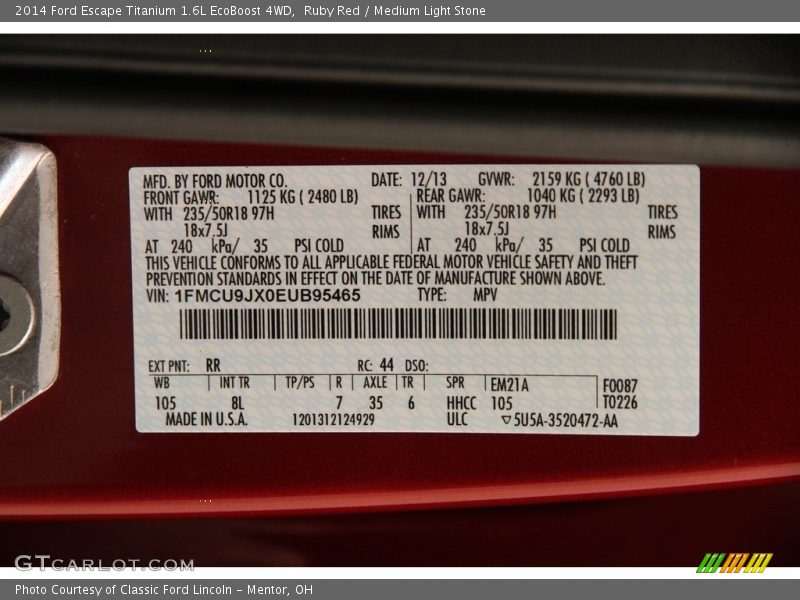 2014 Ford Escape Titanium 1.6L EcoBoost 4WD, Ruby Red / Medium Light Stone
MFD. BY FORD MOTOR CO. DATE: 12/13 GVWR: 2159 KG ( 4760 LB)
FRONT GAWR: 1125 KG ( 2480 LB) REAR GAWR: 1040 KG ( 2293 LB)
WITH 235/50R18 97H TIRES WITH 235/50R18 97H TIRES
18x7.5J RIMS 18x7.5J RIMS
AT 240 kPa/ 35 PSI COLD AT 240 kPa/ 35 PSI COLD
THIS VEHICLE CONFORMS TO ALL APPLICABLE FEDERAL MOTOR VEHICLE SAFETY AND THEFT
PREVENTION STANDARDS IN EFFECT ON THE DATE OF MANUFACTURE SHOWN ABOVE.
VIN: 1FMCU9JX0EUB95465 TYPE: MPV
EXT PNT: RR RC: 44 DSO:
WB INT TR TP/PS R AXLE TR SPR EM21A F0087
105 8L 7 35 6 HHCC 105 T0226
MADE IN U.S.A. 1201312124929 ULC 5U5A-3520472-AA
GTCARLOT.COM
Photo Courtesy of Classic Ford Lincoln – Mentor, OH